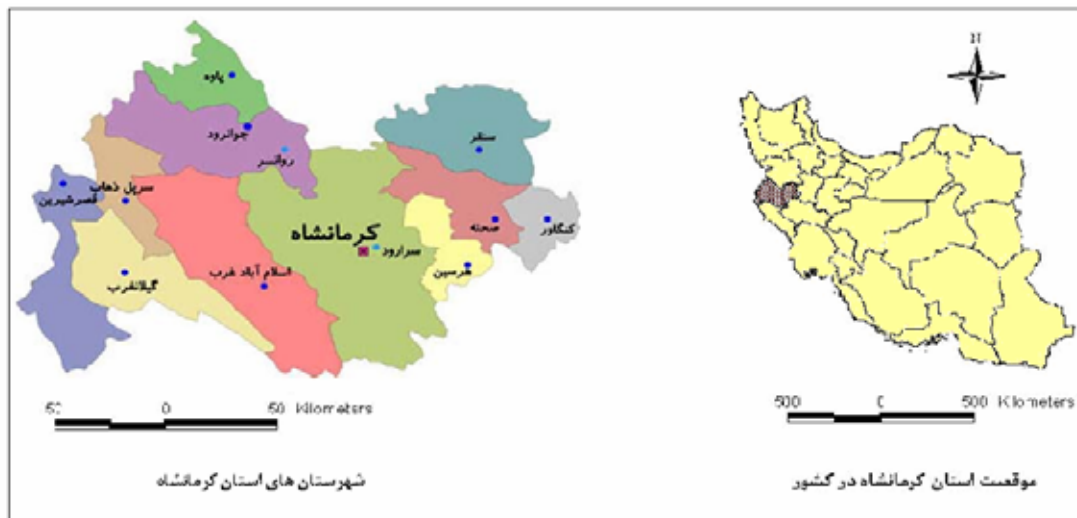 N
پاوه
جوانرود
روانسر
سنقر
سرپل ذهاب
قصرشیرین
کرمانشاه
سرارود
صحنه
کنگاور
هرسین
گیلانغرب
اسلام آباد غرب
50 0 50 Kilometers
500 0 500 Kilometers
شهرستان های استان کرمانشاه
موقعیت استان کرمانشاه در کشور